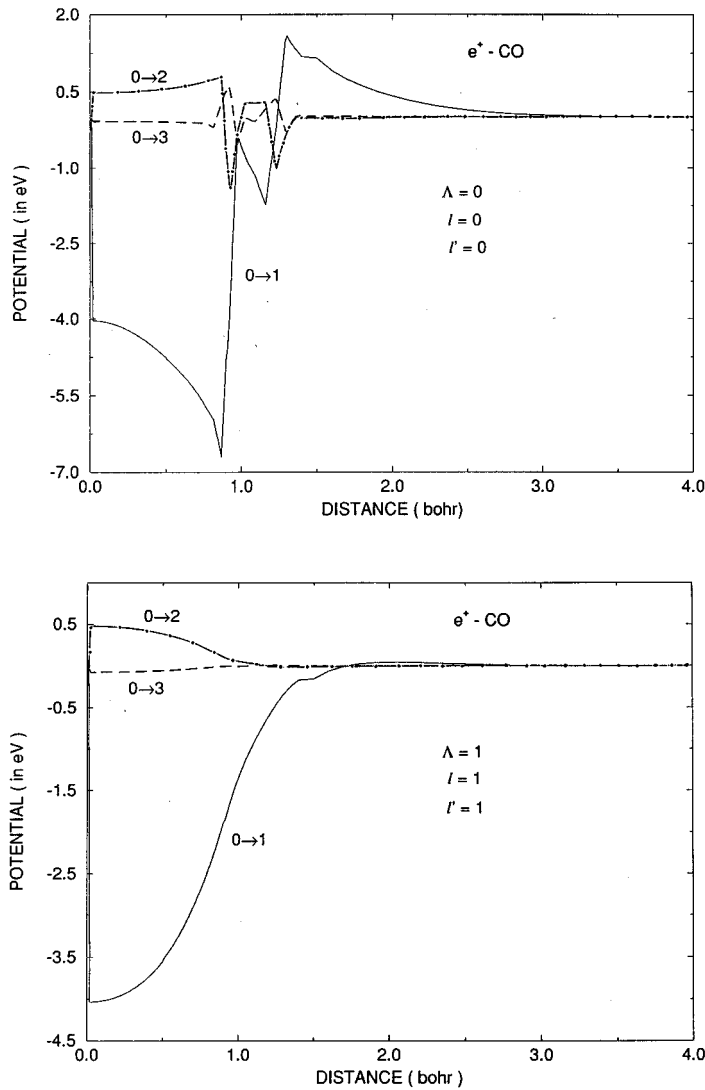 2.0
0.5
-1.0
-2.5
-4.0
-5.5
-7.0
POTENTIAL ( in eV )
e⁺ - CO
0→2
0→3
0→1
Λ = 0
l = 0
l' = 0
0.0 1.0 2.0 3.0 4.0
DISTANCE ( bohr)
0.5
-0.5
-1.5
-2.5
-3.5
-4.5
POTENTIAL ( in eV )
e⁺ - CO
0→2
0→3
0→1
Λ = 1
l = 1
l' = 1
0.0 1.0 2.0 3.0 4.0
DISTANCE ( bohr )